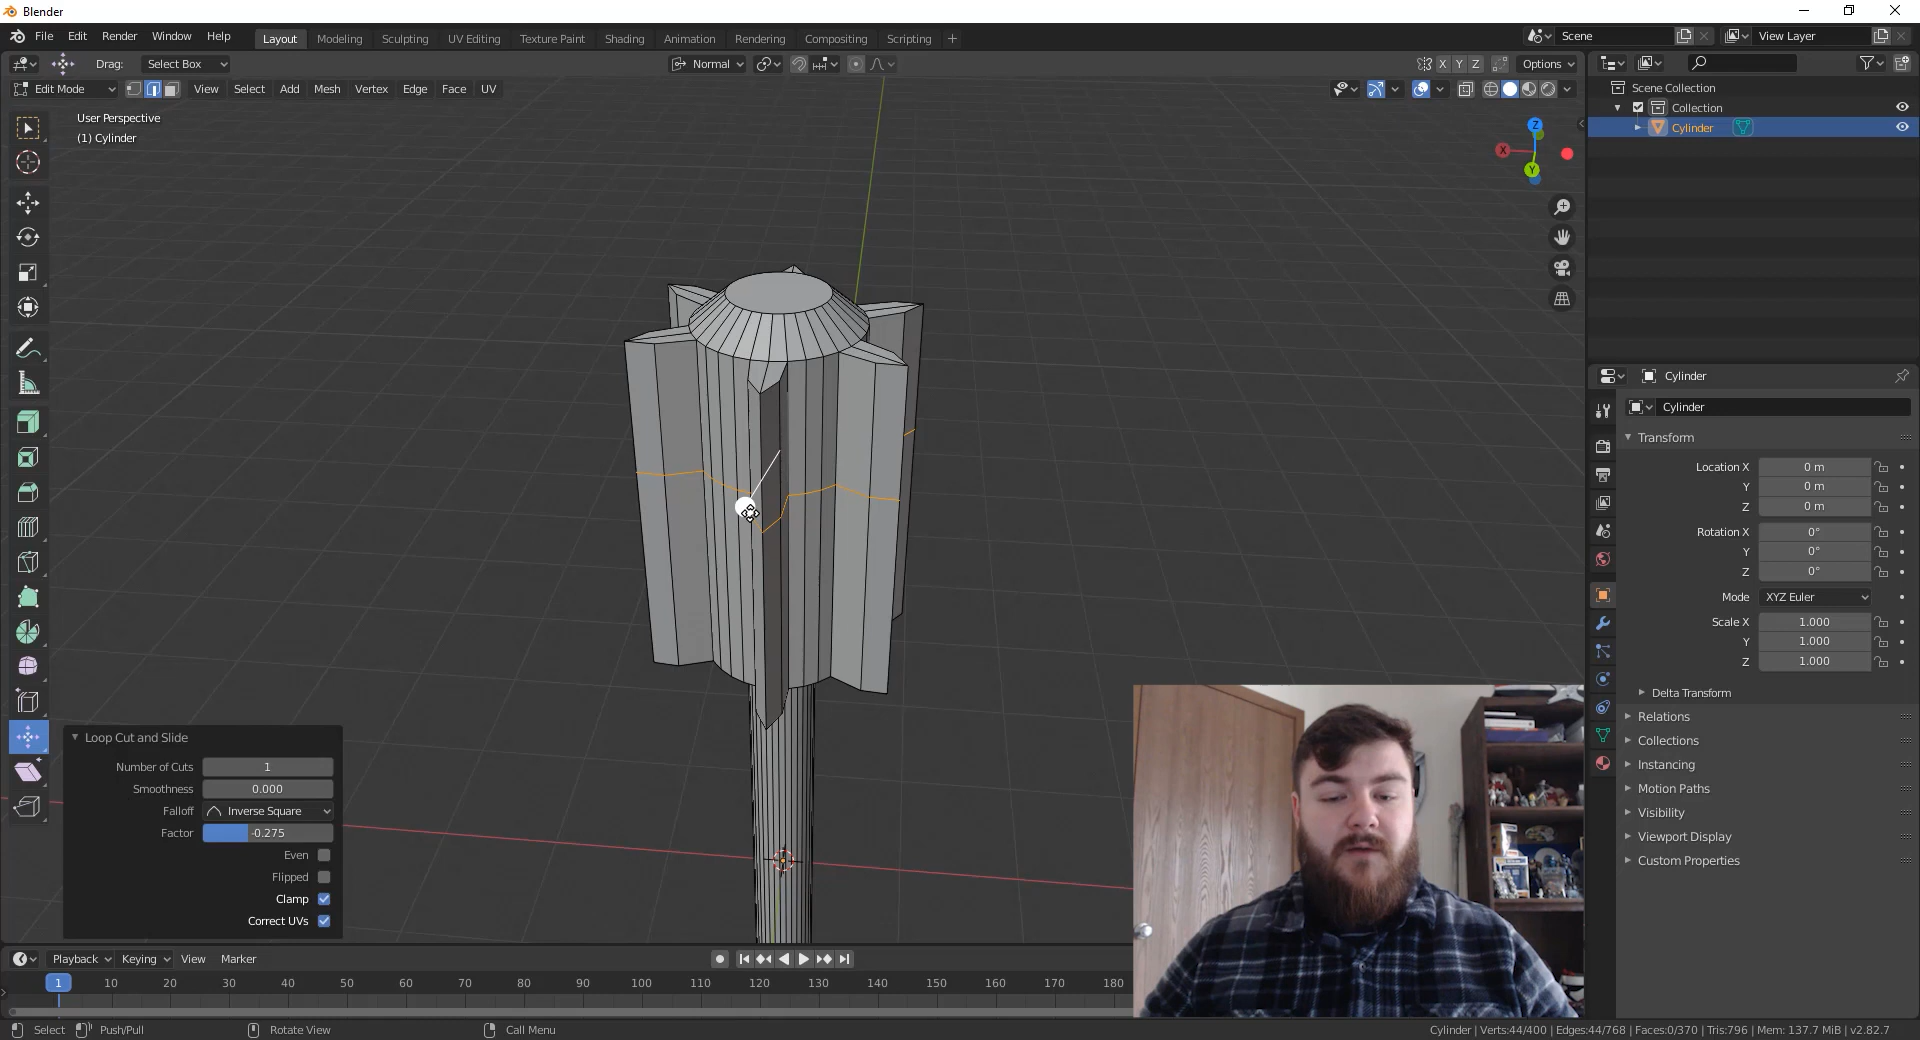 Blender
File Edit Render Window Help
Layout Modeling Sculpting UV Editing Texture Paint Shading Animation Rendering Compositing Scripting +
Scene
View Layer
Drag: Select Box
Normal
X Y Z
Options
Edit Mode
View Select Add Mesh Vertex Edge Face UV
User Perspective
(1) Cylinder
Z
X
Y
Scene Collection
Collection
Cylinder
Cylinder
Cylinder
Transform
Location X 0 m
Y 0 m
Z 0 m
Rotation X 0°
Y 0°
Z 0°
Mode XYZ Euler
Scale X 1.000
Y 1.000
Z 1.000
Delta Transform
Relations
Collections
Instancing
Motion Paths
Visibility
Viewport Display
Custom Properties
Loop Cut and Slide
Number of Cuts 1
Smoothness 0.000
Falloff Inverse Square
Factor -0.275
Even
Flipped
Clamp
Correct UVs
Playback Keying View Marker
1 10 20 30 40 50 60 70 80 90 100 110 120 130 140 150 160 170 180
Select Push/Pull Rotate View Call Menu
Cylinder | Verts:44/400 | Edges:44/768 | Faces:0/370 | Tris:796 | Mem: 137.7 MiB | v2.82.7